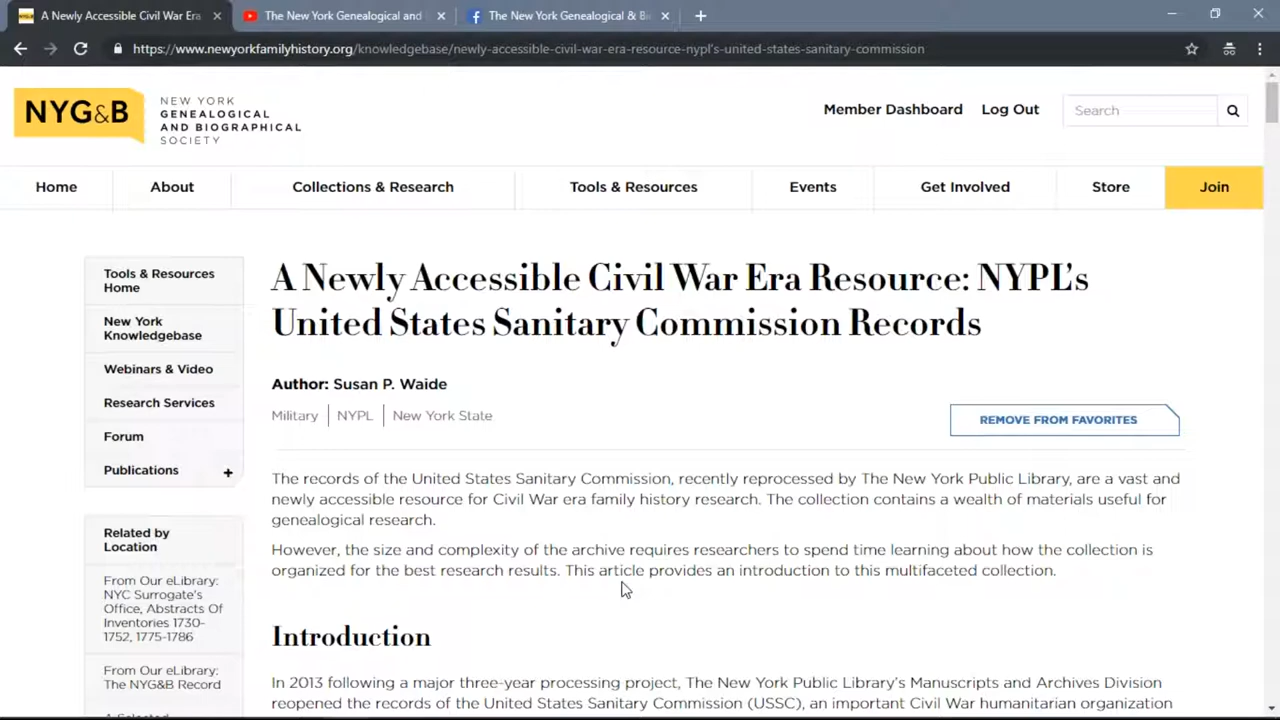 A Newly Accessible Civil War Era
The New York Genealogical and
The New York Genealogical & Bi
https://www.newyorkfamilyhistory.org/knowledgebase/newly-accessible-civil-war-era-resource-nypl's-united-states-sanitary-commission
NYG&B
NEW YORK
GENEALOGICAL
AND BIOGRAPHICAL
SOCIETY
Member Dashboard
Log Out
Search
Home
About
Collections & Research
Tools & Resources
Events
Get Involved
Store
Join
Tools & Resources
Home
New York
Knowledgebase
Webinars & Video
Research Services
Forum
Publications +
Related by
Location
From Our eLibrary:
NYC Surrogate's
Office, Abstracts Of
Inventories 1730-
1752, 1775-1786
From Our eLibrary:
The NYG&B Record
A Selected
A Newly Accessible Civil War Era Resource: NYPL's
United States Sanitary Commission Records
Author: Susan P. Waide
Military | NYPL | New York State
REMOVE FROM FAVORITES
The records of the United States Sanitary Commission, recently reprocessed by The New York Public Library, are a vast and
newly accessible resource for Civil War era family history research. The collection contains a wealth of materials useful for
genealogical research.
However, the size and complexity of the archive requires researchers to spend time learning about how the collection is
organized for the best research results. This article provides an introduction to this multifaceted collection.
Introduction
In 2013 following a major three-year processing project, The New York Public Library's Manuscripts and Archives Division
reopened the records of the United States Sanitary Commission (USSC), an important Civil War humanitarian organization